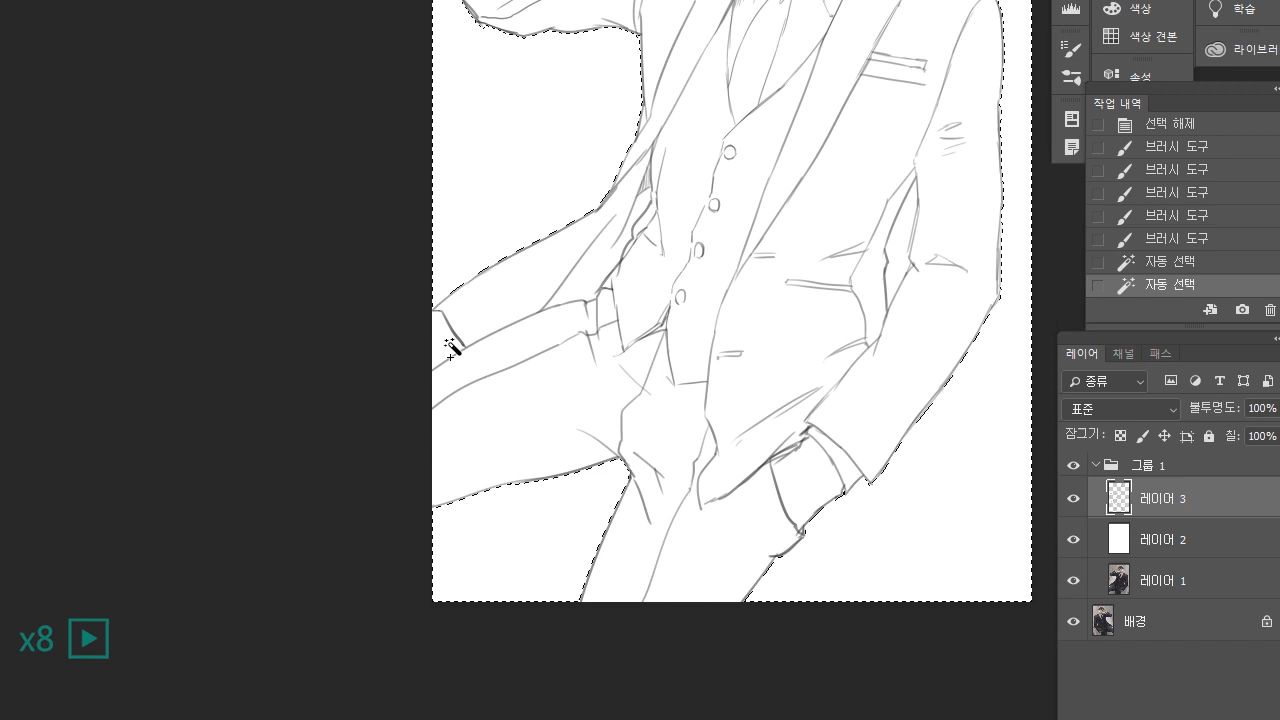 색상
학습
색상 견본
라이브러
속성
작업 내역
선택 해제
브러시 도구
브러시 도구
브러시 도구
브러시 도구
브러시 도구
자동 선택
자동 선택
레이어 채널 패스
종류
표준 불투명도: 100%
잠그기: 칠: 100%
그룹 1
레이어 3
레이어 2
레이어 1
배경
x8